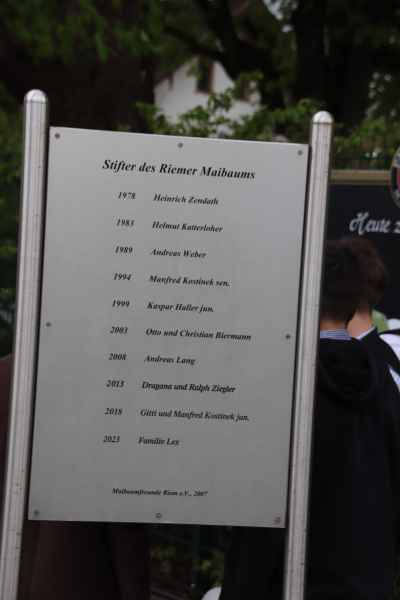 Stifter des Riemer Maibaums
1978 Heinrich Zendath
1983 Helmut Katterloher
1989 Andreas Weber
1994 Manfred Kostinek sen.
1999 Kaspar Haller jun.
2003 Otto und Christian Biermann
2008 Andreas Lang
2013 Dragana und Ralph Ziegler
2018 Gitti und Manfred Kostinek jun.
2023 Familie Lex
Maibaumfreunde Riem e.V., 2007
Heute